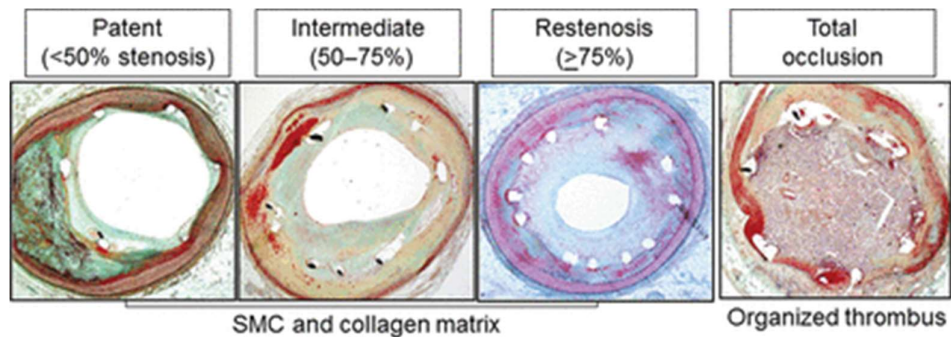 Patent
(<50% stenosis)
Intermediate
(50–75%)
Restenosis
(≥75%)
Total
occlusion
SMC and collagen matrix
Organized thrombus